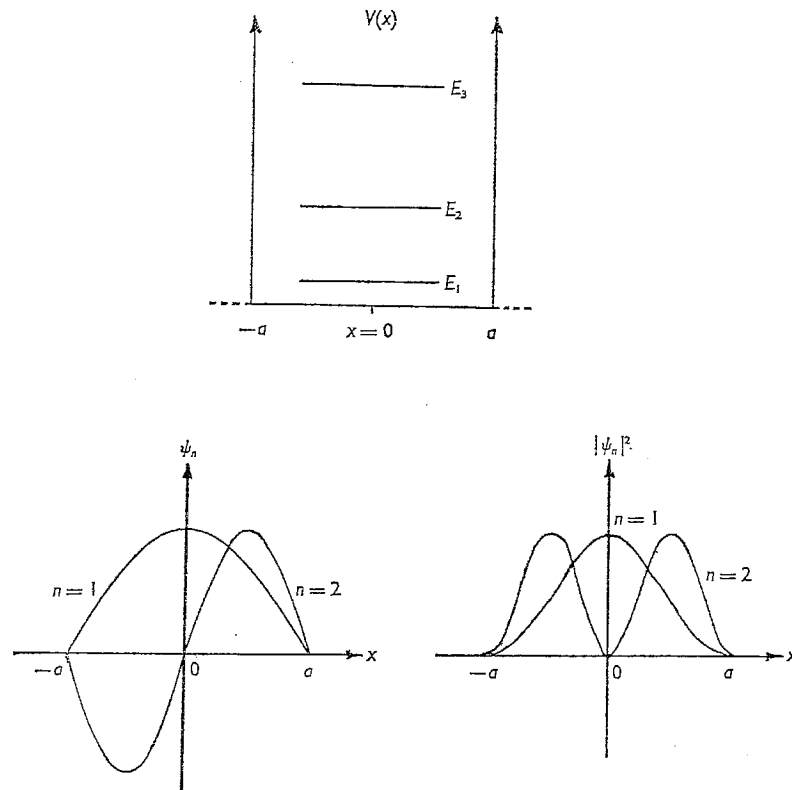 V(x)
E₃
E₂
E₁
—a x = 0 a
ψₙ
n = 1 n = 2
—a 0 a x
|ψₙ|²
n = 1
n = 2
—a 0 a x